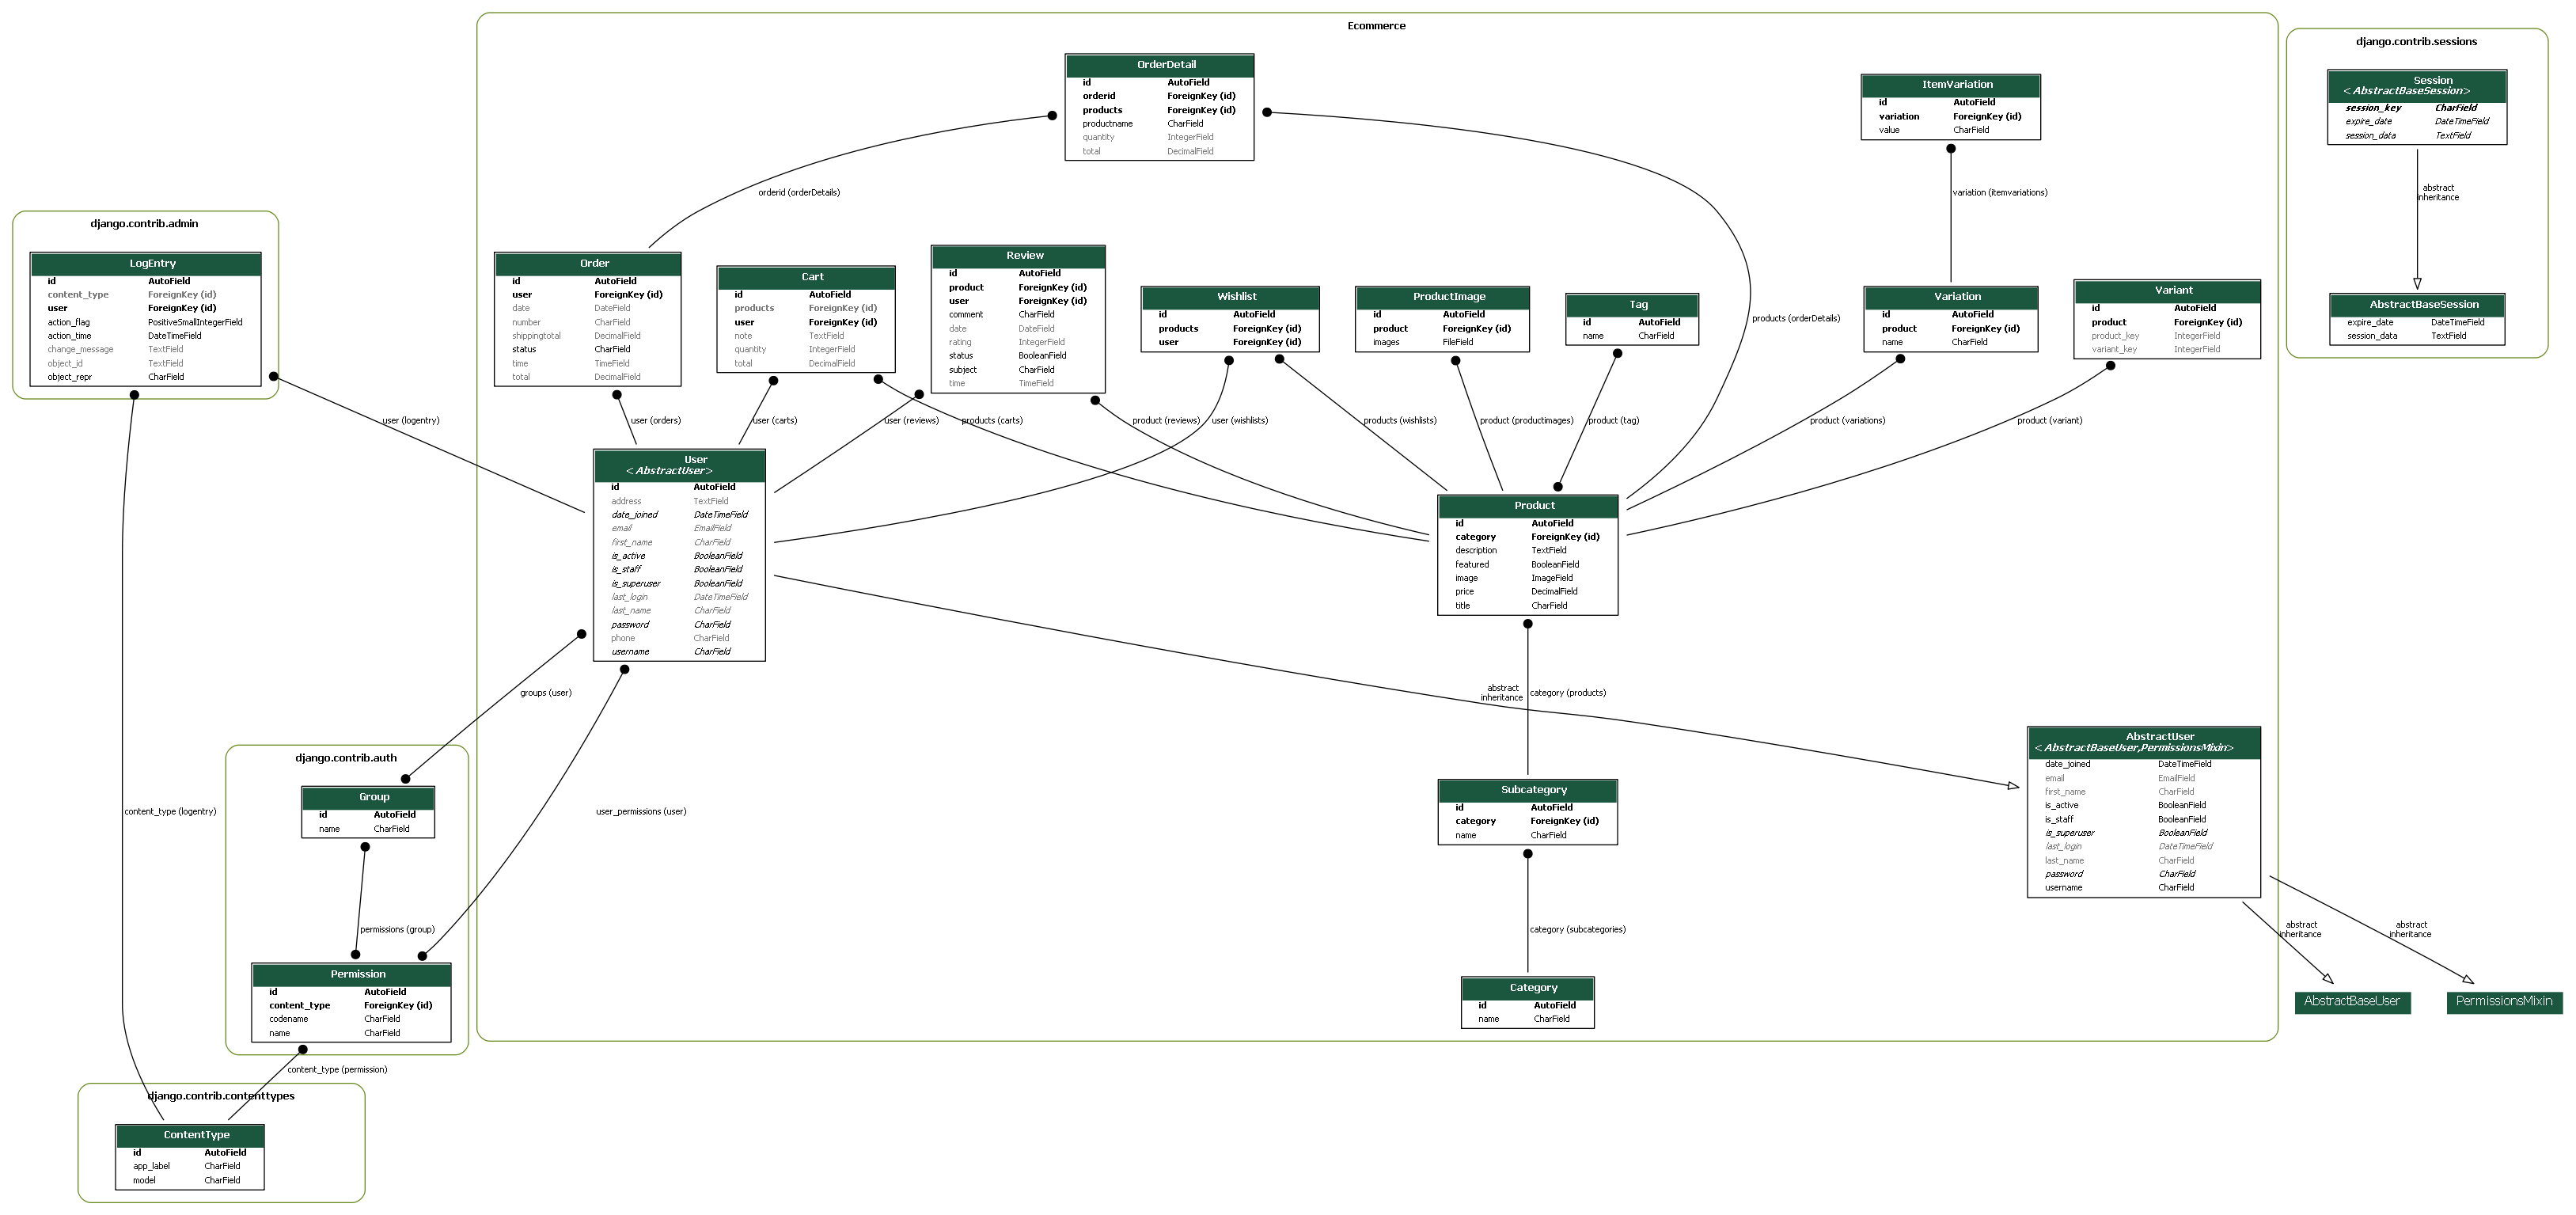 Ecommerce
OrderDetail
id AutoField
orderid ForeignKey (id)
products ForeignKey (id)
productname CharField
quantity IntegerField
total DecimalField
ItemVariation
id AutoField
variation ForeignKey (id)
value CharField
django.contrib.sessions
Session
<AbstractBaseSession>
session_key CharField
expire_date DateTimeField
session_data TextField
abstract
inheritance
AbstractBaseSession
expire_date DateTimeField
session_data TextField
orderid (orderDetails)
variation (itemvariations)
products (orderDetails)
django.contrib.admin
LogEntry
id AutoField
content_type ForeignKey (id)
user ForeignKey (id)
action_flag PositiveSmallIntegerField
action_time DateTimeField
change_message TextField
object_id TextField
object_repr CharField
Order
id AutoField
user ForeignKey (id)
date DateField
number CharField
shippingtotal DecimalField
status CharField
time TimeField
total DecimalField
Cart
id AutoField
products ForeignKey (id)
user ForeignKey (id)
note TextField
quantity IntegerField
total DecimalField
Review
id AutoField
product ForeignKey (id)
user ForeignKey (id)
comment CharField
date DateField
rating IntegerField
status BooleanField
subject CharField
time TimeField
Wishlist
id AutoField
products ForeignKey (id)
user ForeignKey (id)
ProductImage
id AutoField
product ForeignKey (id)
images FileField
Tag
id AutoField
name CharField
Variation
id AutoField
product ForeignKey (id)
name CharField
Variant
id AutoField
product ForeignKey (id)
product_key IntegerField
variant_key IntegerField
user (logentry)
user (orders)
user (carts)
user (reviews)
products (carts)
product (reviews)
user (wishlists)
products (wishlists)
product (productimages)
product (tag)
product (variations)
product (variant)
User
<AbstractUser>
id AutoField
address TextField
date_joined DateTimeField
email EmailField
first_name CharField
is_active BooleanField
is_staff BooleanField
is_superuser BooleanField
last_login DateTimeField
last_name CharField
password CharField
phone CharField
username CharField
Product
id AutoField
category ForeignKey (id)
description TextField
featured BooleanField
image ImageField
price DecimalField
title CharField
groups (user)
abstract
inheritance
category (products)
django.contrib.auth
Group
id AutoField
name CharField
content_type (logentry)
user_permissions (user)
Subcategory
id AutoField
category ForeignKey (id)
name CharField
AbstractUser
<AbstractBaseUser,PermissionsMixin>
date_joined DateTimeField
email EmailField
first_name CharField
is_active BooleanField
is_staff BooleanField
is_superuser BooleanField
last_login DateTimeField
last_name CharField
password CharField
username CharField
permissions (group)
category (subcategories)
abstract
inheritance
abstract
inheritance
Permission
id AutoField
content_type ForeignKey (id)
codename CharField
name CharField
Category
id AutoField
name CharField
AbstractBaseUser
PermissionsMixin
content_type (permission)
django.contrib.contenttypes
ContentType
id AutoField
app_label CharField
model CharField